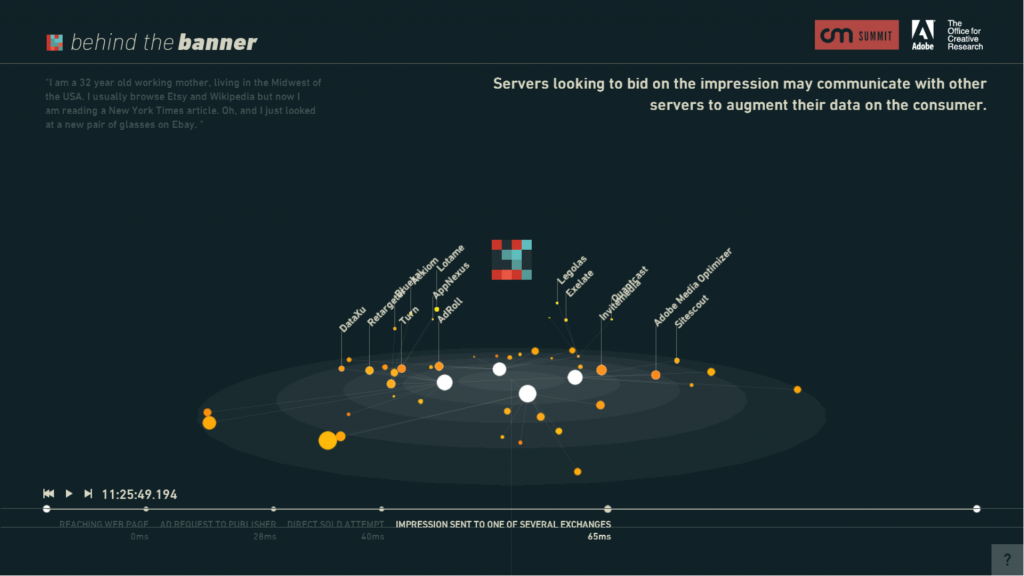 behind the banner
cm SUMMIT
Adobe
The
Office for
Creative
Research
"I am a 32 year old working mother, living in the Midwest of
the USA. I usually browse Etsy and Wikipedia but now I
am reading a New York Times article. Oh, and I just looked
at a new pair of glasses on Ebay. "
Servers looking to bid on the impression may communicate with other
servers to augment their data on the consumer.
DataXu
Turn
Lotame
AppNexus
AdRoll
Legolas
Exelate
Quantcast
Adobe Media Optimizer
Sitescout
11:25:49.194
REACHING WEB PAGE
0ms
AD REQUEST TO PUBLISHER
28ms
DIRECT SOLD ATTEMPT
40ms
IMPRESSION SENT TO ONE OF SEVERAL EXCHANGES
65ms
?